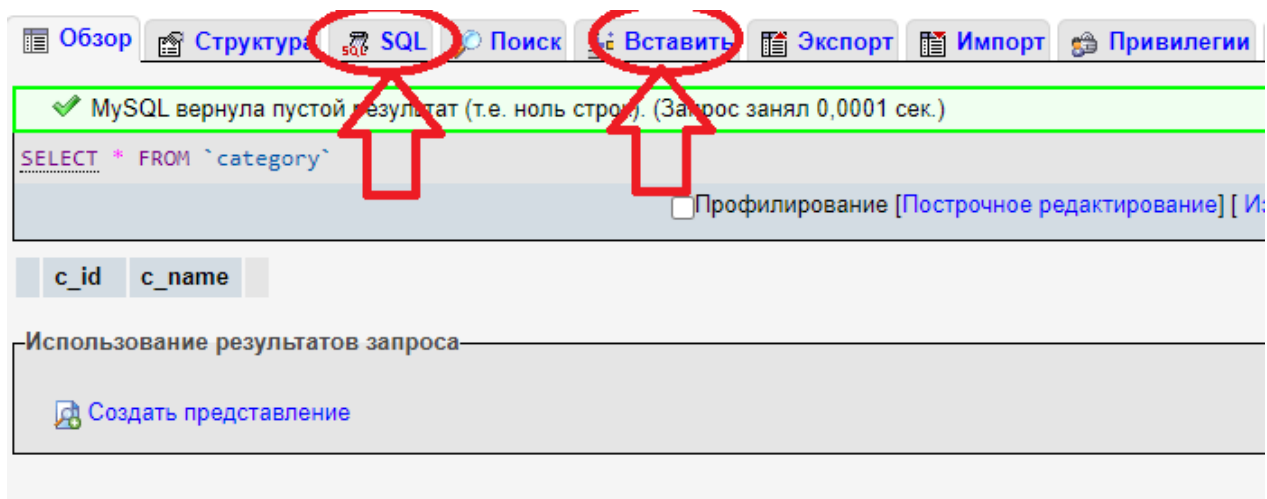 Обзор Структура SQL Поиск Вставить Экспорт Импорт Привилегии
MySQL вернула пустой результат (т.е. ноль строк). (Запрос занял 0,0001 сек.)
SELECT * FROM `category`
Профилирование [Построчное редактирование] [ Из
c_id c_name
Использование результатов запроса
Создать представление